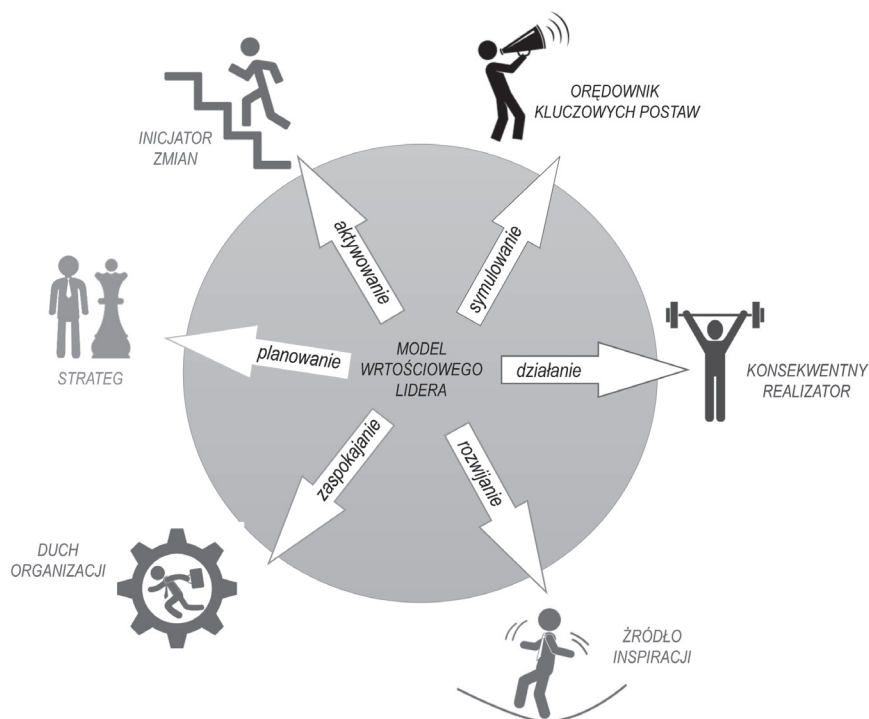 ORĘDOWNIK
KLUCZOWYCH POSTAW
INICJATOR
ZMIAN
aktywowanie
symulowanie
STRATEG
planowanie
MODEL
WRTOŚCIOWEGO
LIDERA
działanie
KONSEKWENTNY
REALIZATOR
zaspokajanie
rozwijanie
DUCH
ORGANIZACJI
ŻRÓDŁO
INSPIRACJI